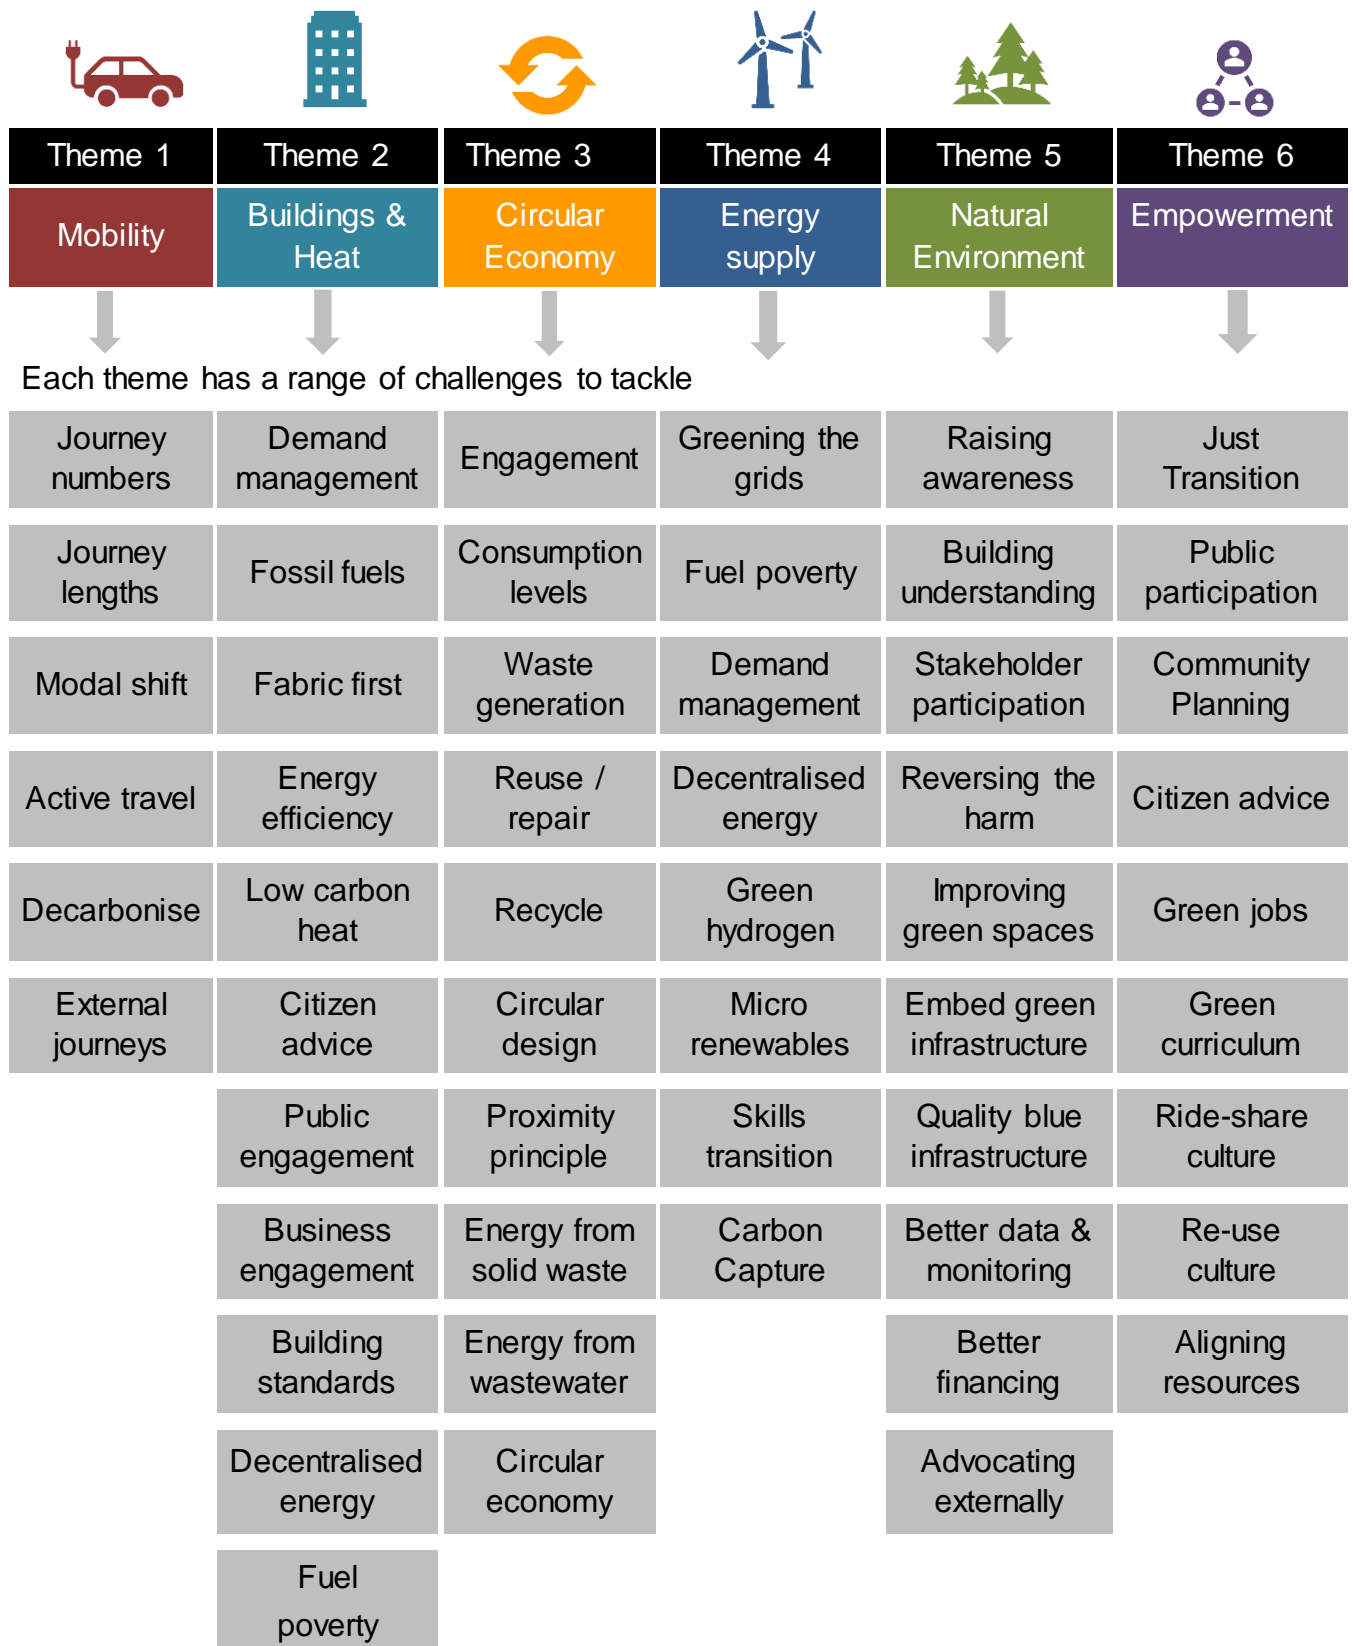 Theme 1
Theme 2
Theme 3
Theme 4
Theme 5
Theme 6
Mobility
Buildings &
Heat
Circular
Economy
Energy
supply
Natural
Environment
Empowerment
Each theme has a range of challenges to tackle
Journey
numbers
Demand
management
Engagement
Greening the
grids
Raising
awareness
Just
Transition
Journey
lengths
Fossil fuels
Consumption
levels
Fuel poverty
Building
understanding
Public
participation
Modal shift
Fabric first
Waste
generation
Demand
management
Stakeholder
participation
Community
Planning
Active travel
Energy
efficiency
Reuse /
repair
Decentralised
energy
Reversing the
harm
Citizen advice
Decarbonise
Low carbon
heat
Recycle
Green
hydrogen
Improving
green spaces
Green jobs
External
journeys
Citizen
advice
Circular
design
Micro
renewables
Embed green
infrastructure
Green
curriculum
Public
engagement
Proximity
principle
Skills
transition
Quality blue
infrastructure
Ride-share
culture
Business
engagement
Energy from
solid waste
Carbon
Capture
Better data &
monitoring
Re-use
culture
Building
standards
Energy from
wastewater
Better
financing
Aligning
resources
Decentralised
energy
Circular
economy
Advocating
externally
Fuel
poverty